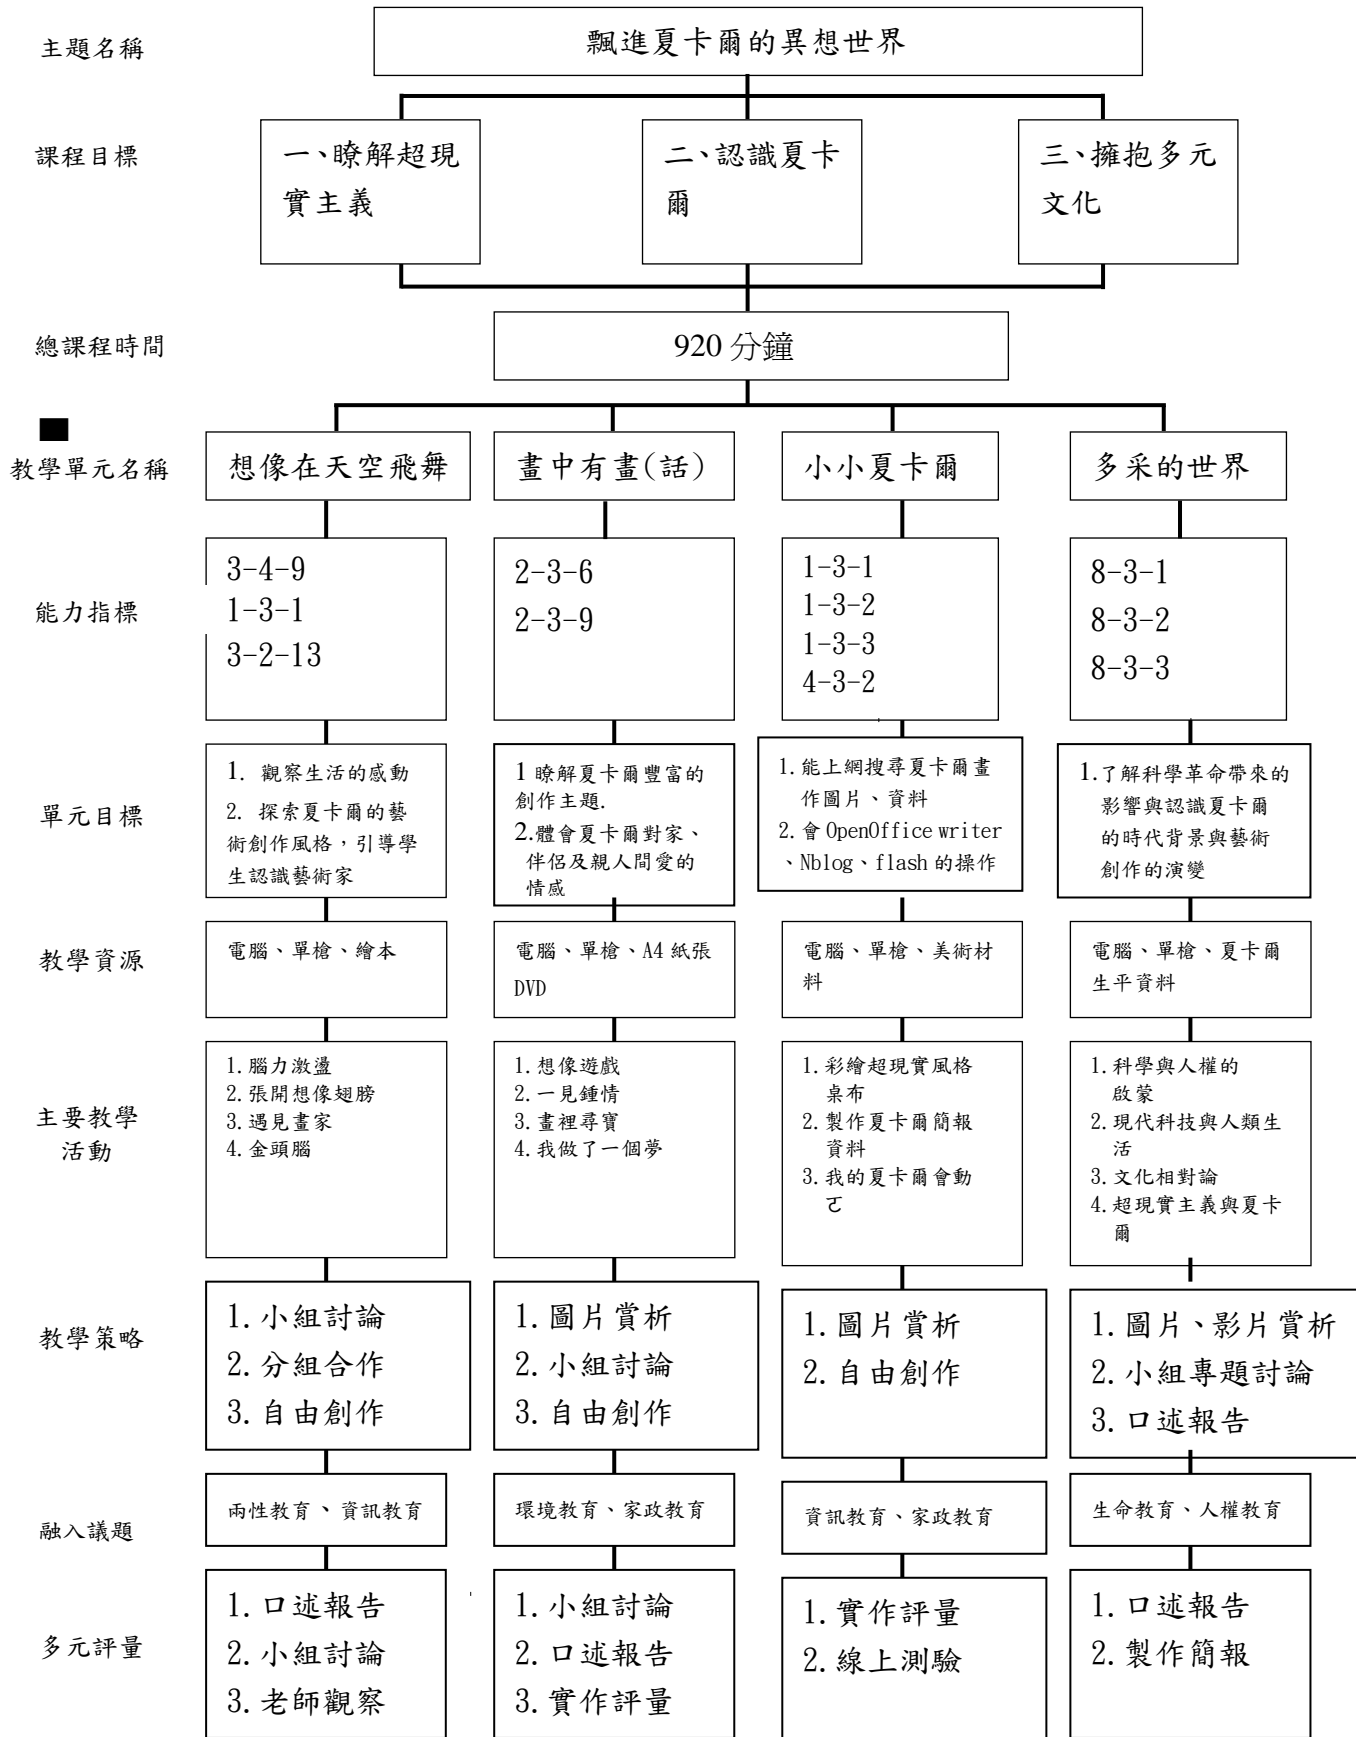 主題名稱
飄進夏卡爾的異想世界
課程目標
一、瞭解超現
實主義
二、認識夏卡
爾
三、擁抱多元
文化
總課程時間
920 分鐘
教學單元名稱
想像在天空飛舞
畫中有畫(話)
小小夏卡爾
多采的世界
能力指標
3-4-9
1-3-1
3-2-13
2-3-6
2-3-9
1-3-1
1-3-2
1-3-3
4-3-2
8-3-1
8-3-2
8-3-3
單元目標
1. 觀察生活的感動
2. 探索夏卡爾的藝
術創作風格，引導學
生認識藝術家
1 瞭解夏卡爾豐富的
創作主題.
2.體會夏卡爾對家、
伴侶及親人間愛的
情感
1.能上網搜尋夏卡爾畫
作圖片、資料
2.會 OpenOffice writer
、Nblog、flash 的操作
1.了解科學革命帶來的
影響與認識夏卡爾
的時代背景與藝術
創作的演變
教學資源
電腦、單槍、繪本
電腦、單槍、A4 紙張
DVD
電腦、單槍、美術材
料
電腦、單槍、夏卡爾
生平資料
主要教學
活動
1.腦力激盪
2.張開想像翅膀
3.遇見畫家
4.金頭腦
1.想像遊戲
2.一見鍾情
3.畫裡尋寶
4.我做了一個夢
1.彩繪超現實風格
桌布
2.製作夏卡爾簡報
資料
3.我的夏卡爾會動
ㄛ
1.科學與人權的
啟蒙
2.現代科技與人類生
活
3.文化相對論
4.超現實主義與夏卡
爾
教學策略
1.小組討論
2.分組合作
3.自由創作
1.圖片賞析
2.小組討論
3.自由創作
1.圖片賞析
2.自由創作
1.圖片、影片賞析
2.小組專題討論
3.口述報告
融入議題
兩性教育、資訊教育
環境教育、家政教育
資訊教育、家政教育
生命教育、人權教育
多元評量
1.口述報告
2.小組討論
3.老師觀察
1.小組討論
2.口述報告
3.實作評量
1.實作評量
2.線上測驗
1.口述報告
2.製作簡報